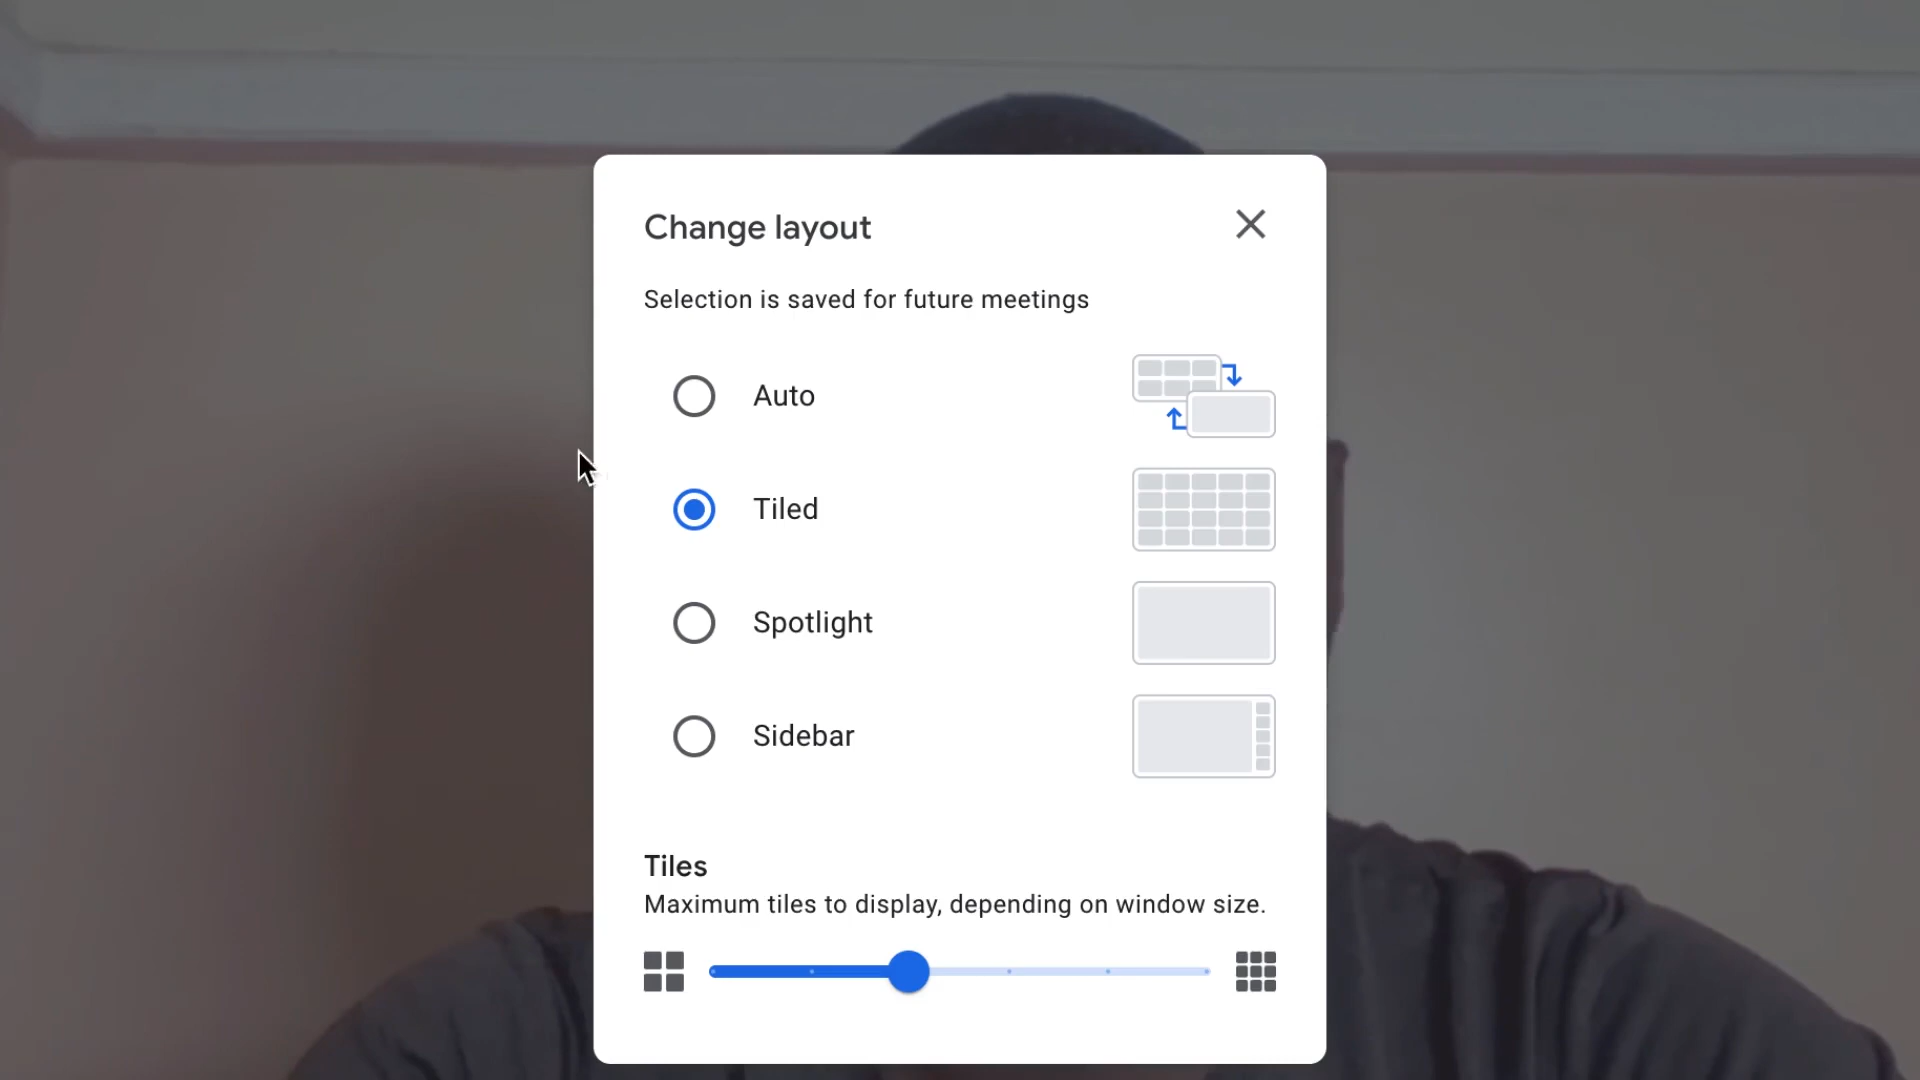 Change layout
Selection is saved for future meetings
Auto
Tiled
Spotlight
Sidebar
Tiles
Maximum tiles to display, depending on window size.